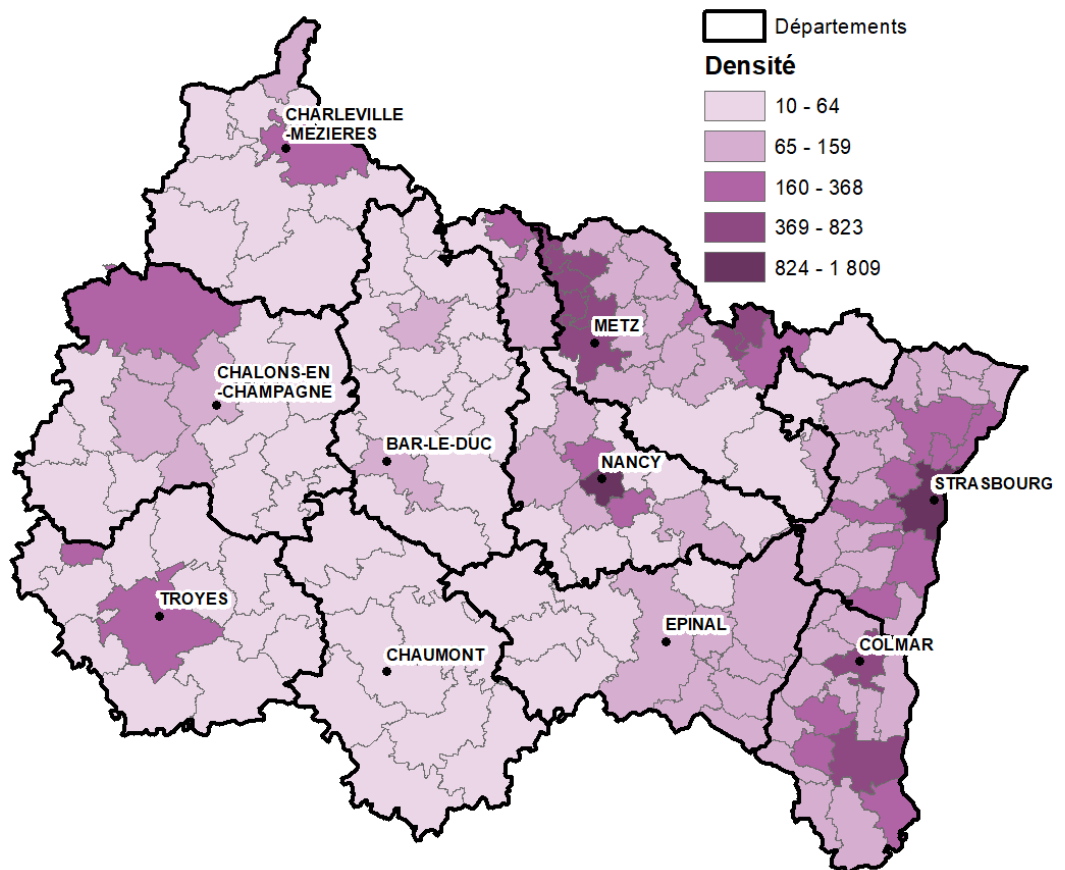 Départements
Densité
10 - 64
65 - 159
160 - 368
369 - 823
824 - 1 809
CHARLEVILLE
-MEZIERES
METZ
CHALONS-EN
-CHAMPAGNE
BAR-LE-DUC
NANCY
STRASBOURG
TROYES
EPINAL
CHAUMONT
COLMAR